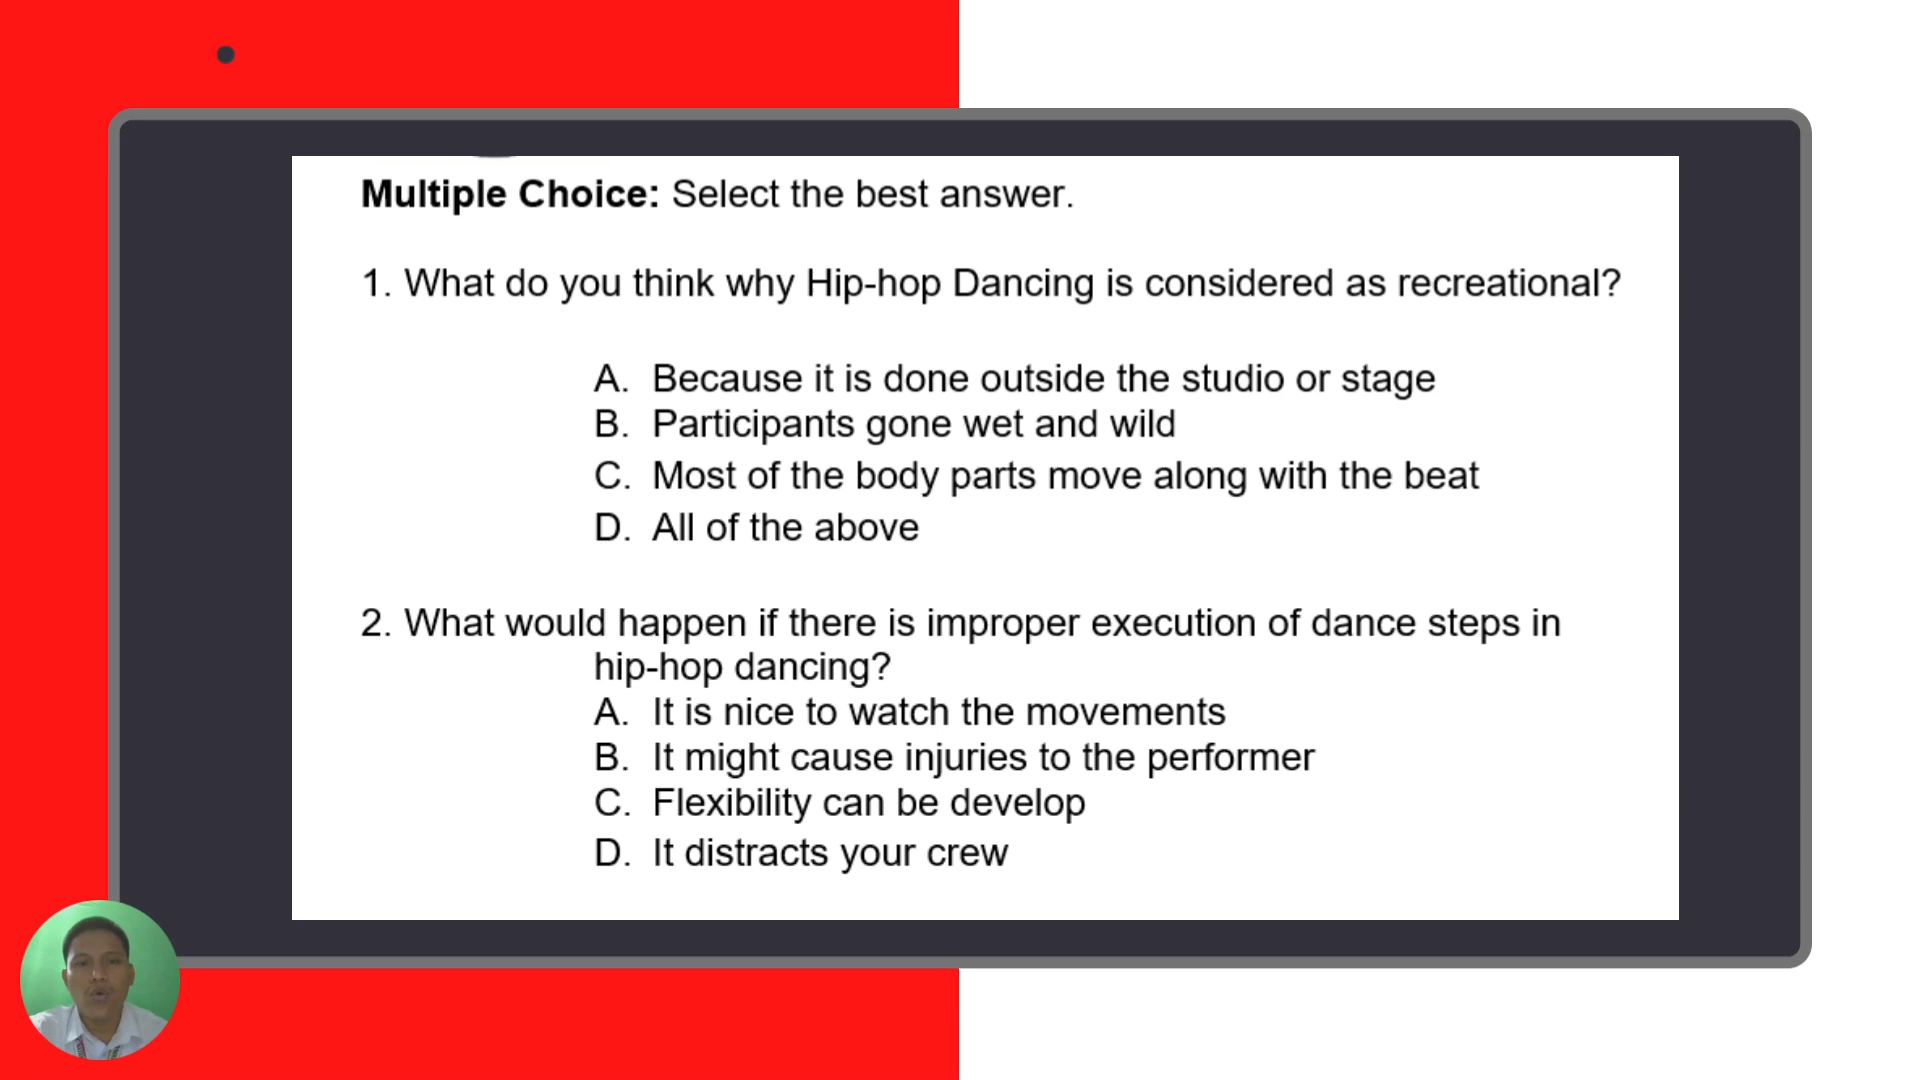 Multiple Choice: Select the best answer.
1. What do you think why Hip-hop Dancing is considered as recreational?
A. Because it is done outside the studio or stage
B. Participants gone wet and wild
C. Most of the body parts move along with the beat
D. All of the above
2. What would happen if there is improper execution of dance steps in
hip-hop dancing?
A. It is nice to watch the movements
B. It might cause injuries to the performer
C. Flexibility can be develop
D. It distracts your crew